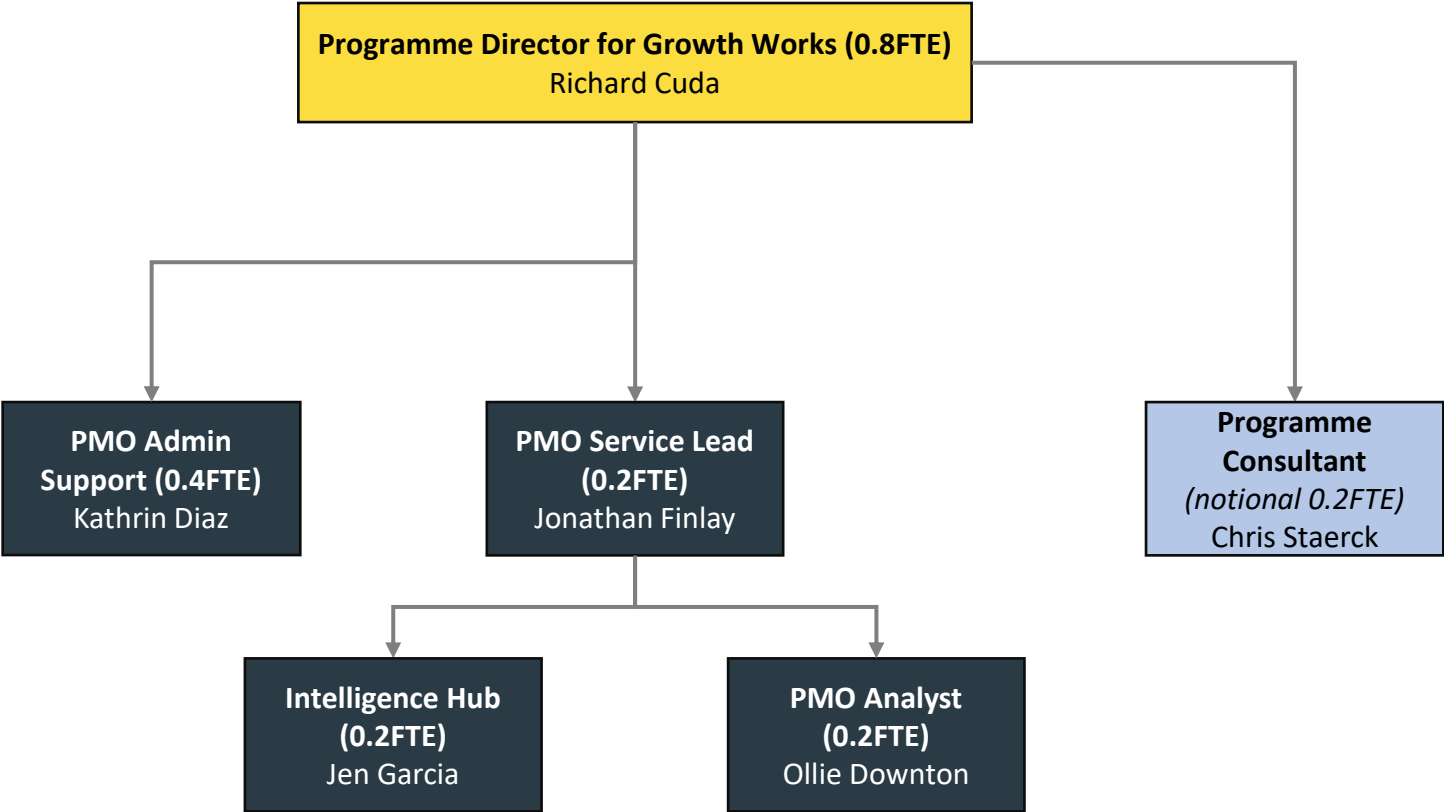 Programme Director for Growth Works (0.8FTE)
Richard Cuda
PMO Admin
Support (0.4FTE)
Kathrin Diaz
PMO Service Lead
(0.2FTE)
Jonathan Finlay
Programme
Consultant
(notional 0.2FTE)
Chris Staerck
Intelligence Hub
(0.2FTE)
Jen Garcia
PMO Analyst
(0.2FTE)
Ollie Downton